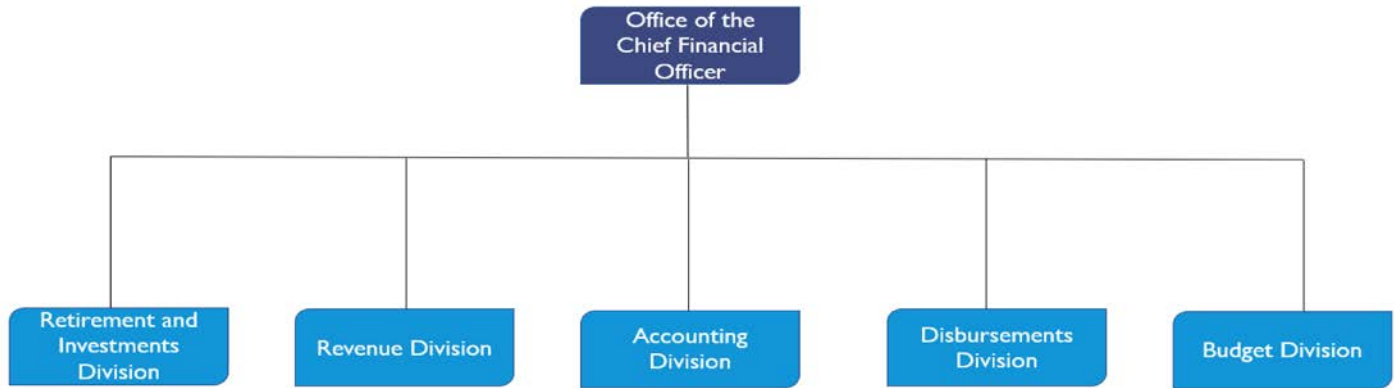 Office of the
Chief Financial
Officer
Retirement and
Investments
Division
Revenue Division
Accounting
Division
Disbursements
Division
Budget Division